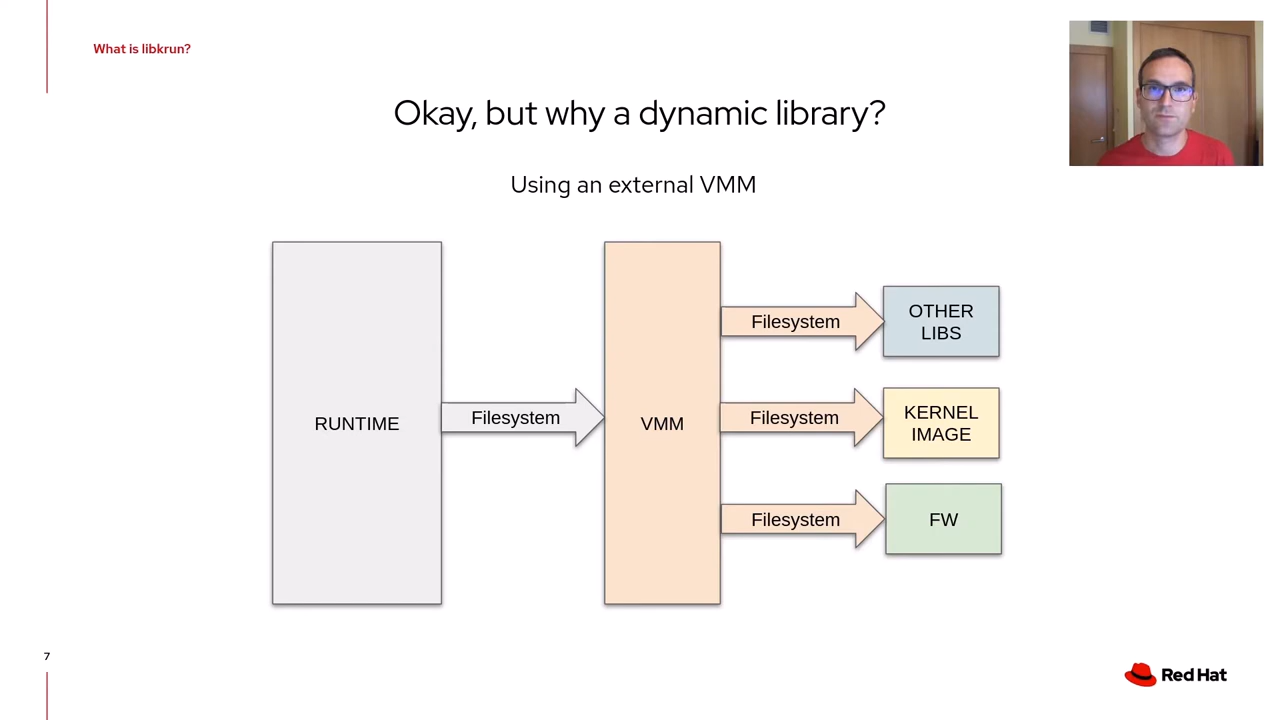 What is libkrun?
Okay, but why a dynamic library?
Using an external VMM
RUNTIME
Filesystem
VMM
Filesystem
OTHER
LIBS
Filesystem
KERNEL
IMAGE
Filesystem
FW
7
Red Hat